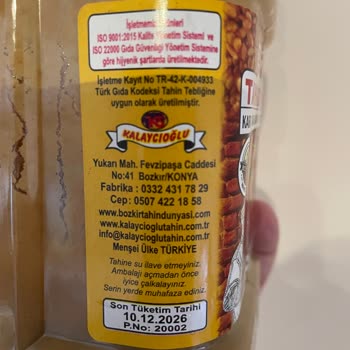 İşletmemiz Ürünleri
ISO 9001:2015 Kalite Yönetim Sistemi ve
ISO 22000 Gıda Güvenliği Yönetim Sistemine
göre hijyenik şartlarda üretilmektedir.
İşletme Kayıt No TR-42-K-004933
Türk Gıda Kodeksi Tahin Tebliğine
uygun olarak üretilmiştir.
KALAYCIOĞLU
Yukarı Mah. Fevzipaşa Caddesi
No:41 Bozkır/KONYA
Fabrika : 0332 431 78 29
Cep: 0507 422 18 58
www.bozkirtahindunyasi.com
www.kalaycioglutahin.com.tr
info@kalaycioglutahin.com.tr
Menşei Ülke TÜRKİYE
Tahine su ilave etmeyiniz.
Ambalajı açmadan önce
iyice çalkalayınız.
Serin yerde muhafaza ediniz.
Son Tüketim Tarihi
10.12.2026
P.No: 20002